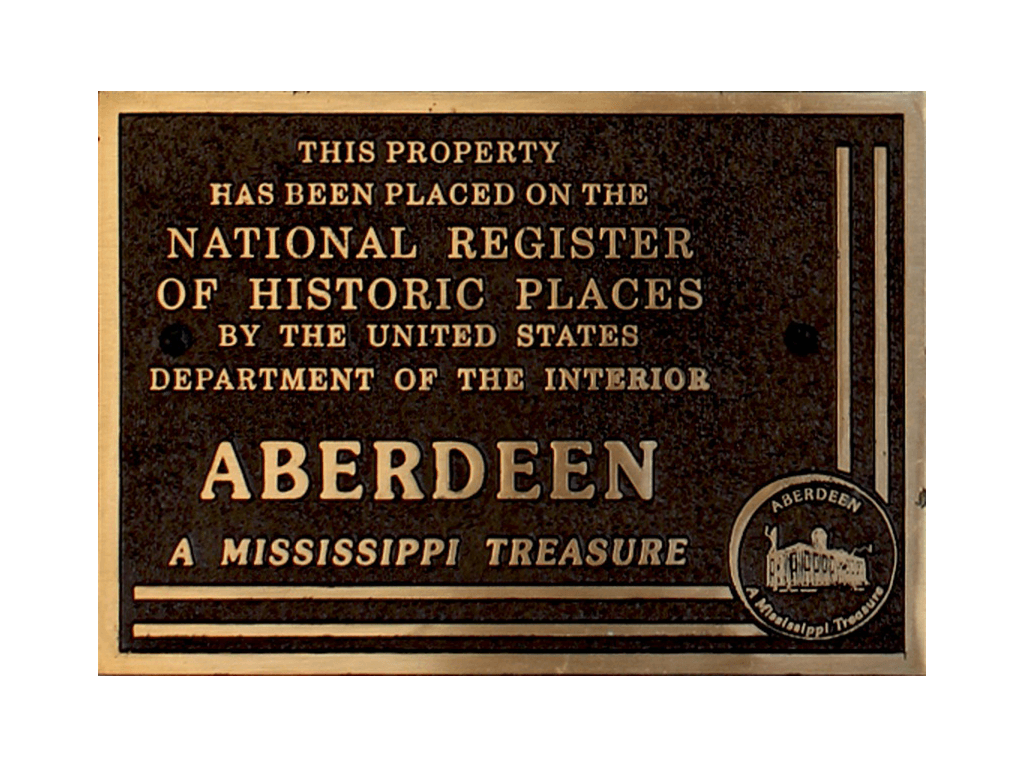 THIS PROPERTY
HAS BEEN PLACED ON THE
NATIONAL REGISTER
OF HISTORIC PLACES
BY THE UNITED STATES
DEPARTMENT OF THE INTERIOR
ABERDEEN
A MISSISSIPPI TREASURE
ABERDEEN
A Mississippi Treasure